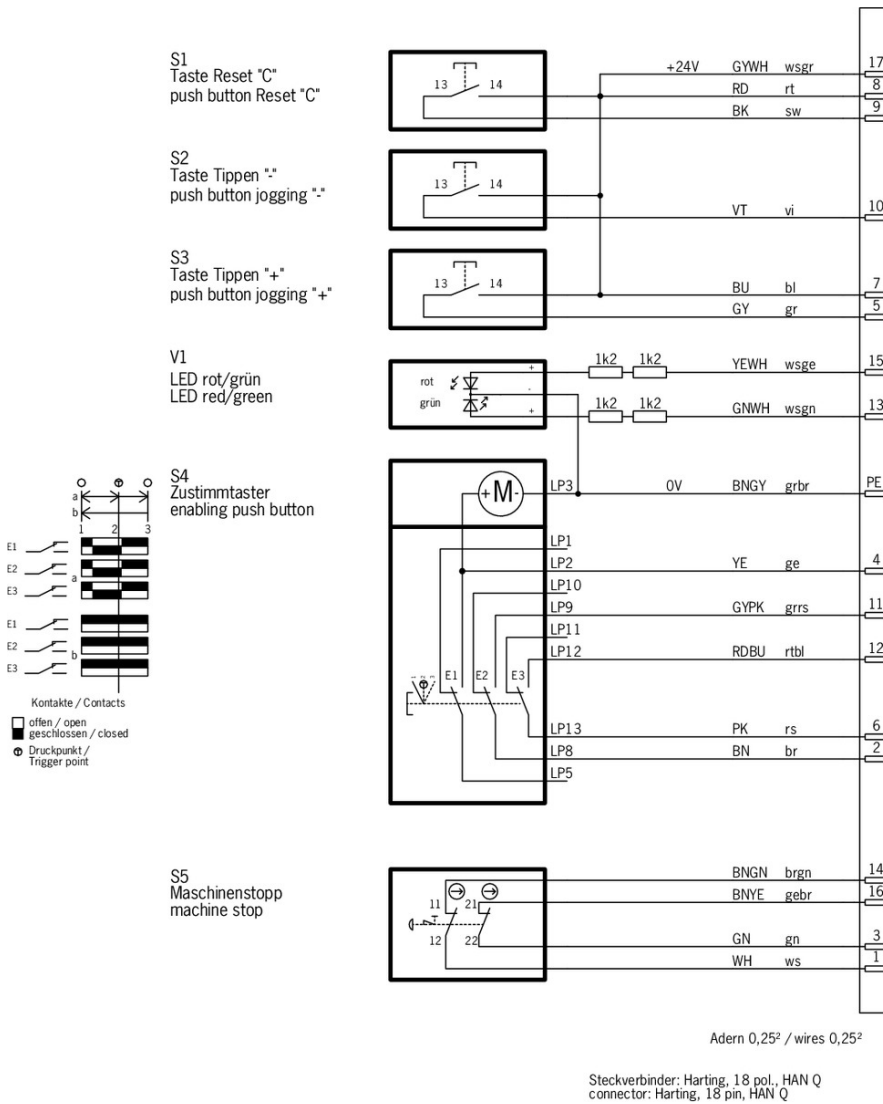 S1
Taste Reset "C"
push button Reset "C"
13 14
+24V GYWH wsgr 17
RD rt 8
BK sw 9
S2
Taste Tippen "-"
push button jogging "-"
13 14
VT vi 10
S3
Taste Tippen "+"
push button jogging "+"
13 14
BU bl 7
GY gr 5
V1
LED rot/grün
LED red/green
rot
grün
+
-
+
1k2 1k2 YEWH wsge 15
1k2 1k2 GNWH wsgn 13
S4
Zustimmtaster
enabling push button
+M-
LP3 0V BNGY grbr PE
LP1
LP2 YE ge 4
LP10
LP9 GYPK grrs 11
LP11
LP12 RDBU rtbl 12
E1 E2 E3
1 2 3
LP13 PK rs 6
LP8 BN br 2
LP5
a
b
1 2 3
E1
E2
a
E3
E1
E2
b
E3
Kontakte / Contacts
offen / open
geschlossen / closed
Druckpunkt /
Trigger point
S5
Maschinenstopp
machine stop
11 21
12 22
BNGN brgn 14
BNYE gebr 16
GN gn 3
WH ws 1
Adern 0,25² / wires 0,25²
Steckverbinder: Harting, 18 pol., HAN Q
connector: Harting, 18 pin, HAN Q